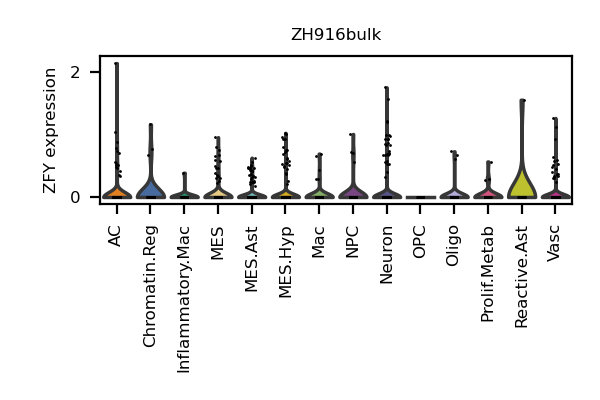 ZH916bulk
ZFY expression
2
0
AC
Chromatin.Reg
Inflammatory.Mac
MES
MES.Ast
MES.Hyp
Mac
NPC
Neuron
OPC
Oligo
Prolif.Metab
Reactive.Ast
Vasc